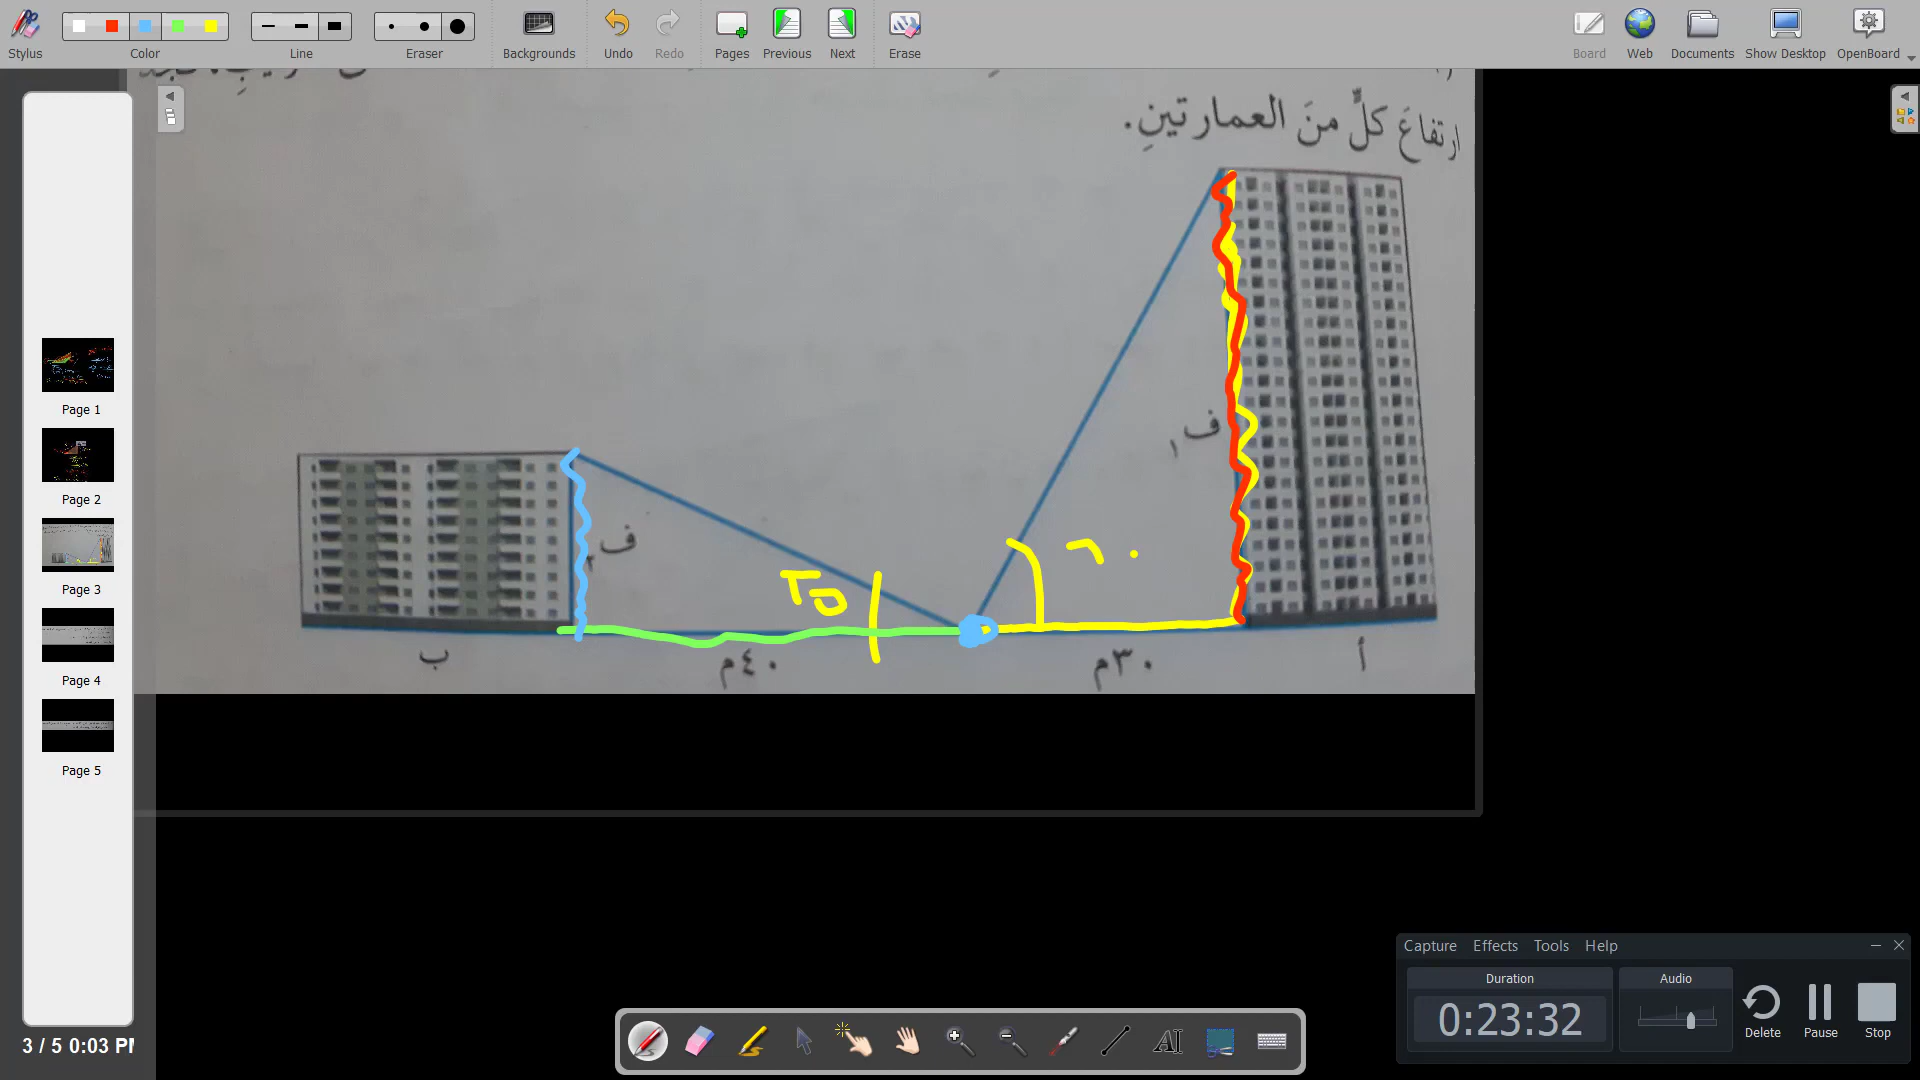 Stylus
Color
Line
Eraser
Backgrounds
Undo
Redo
Pages
Previous
Next
Erase
Board
Web
Documents
Show Desktop
OpenBoard
ارتفاعَ كلٍّ منَ العمارتينِ.
ف١
ف٢
٦٠
٢٥
٤٠م
٣٠م
ب
أ
Page 1
Page 2
Page 3
Page 4
Page 5
3 / 5 0:03 PM
Capture Effects Tools Help
Duration
Audio
0:23:32
Delete
Pause
Stop